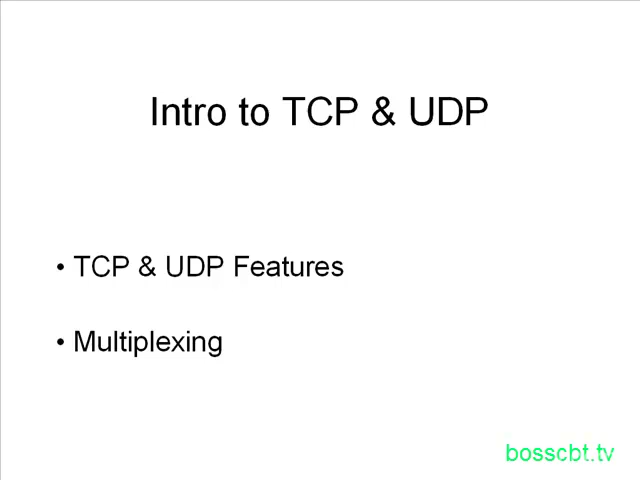 Intro to TCP & UDP
• TCP & UDP Features
• Multiplexing
bosscbt.tv